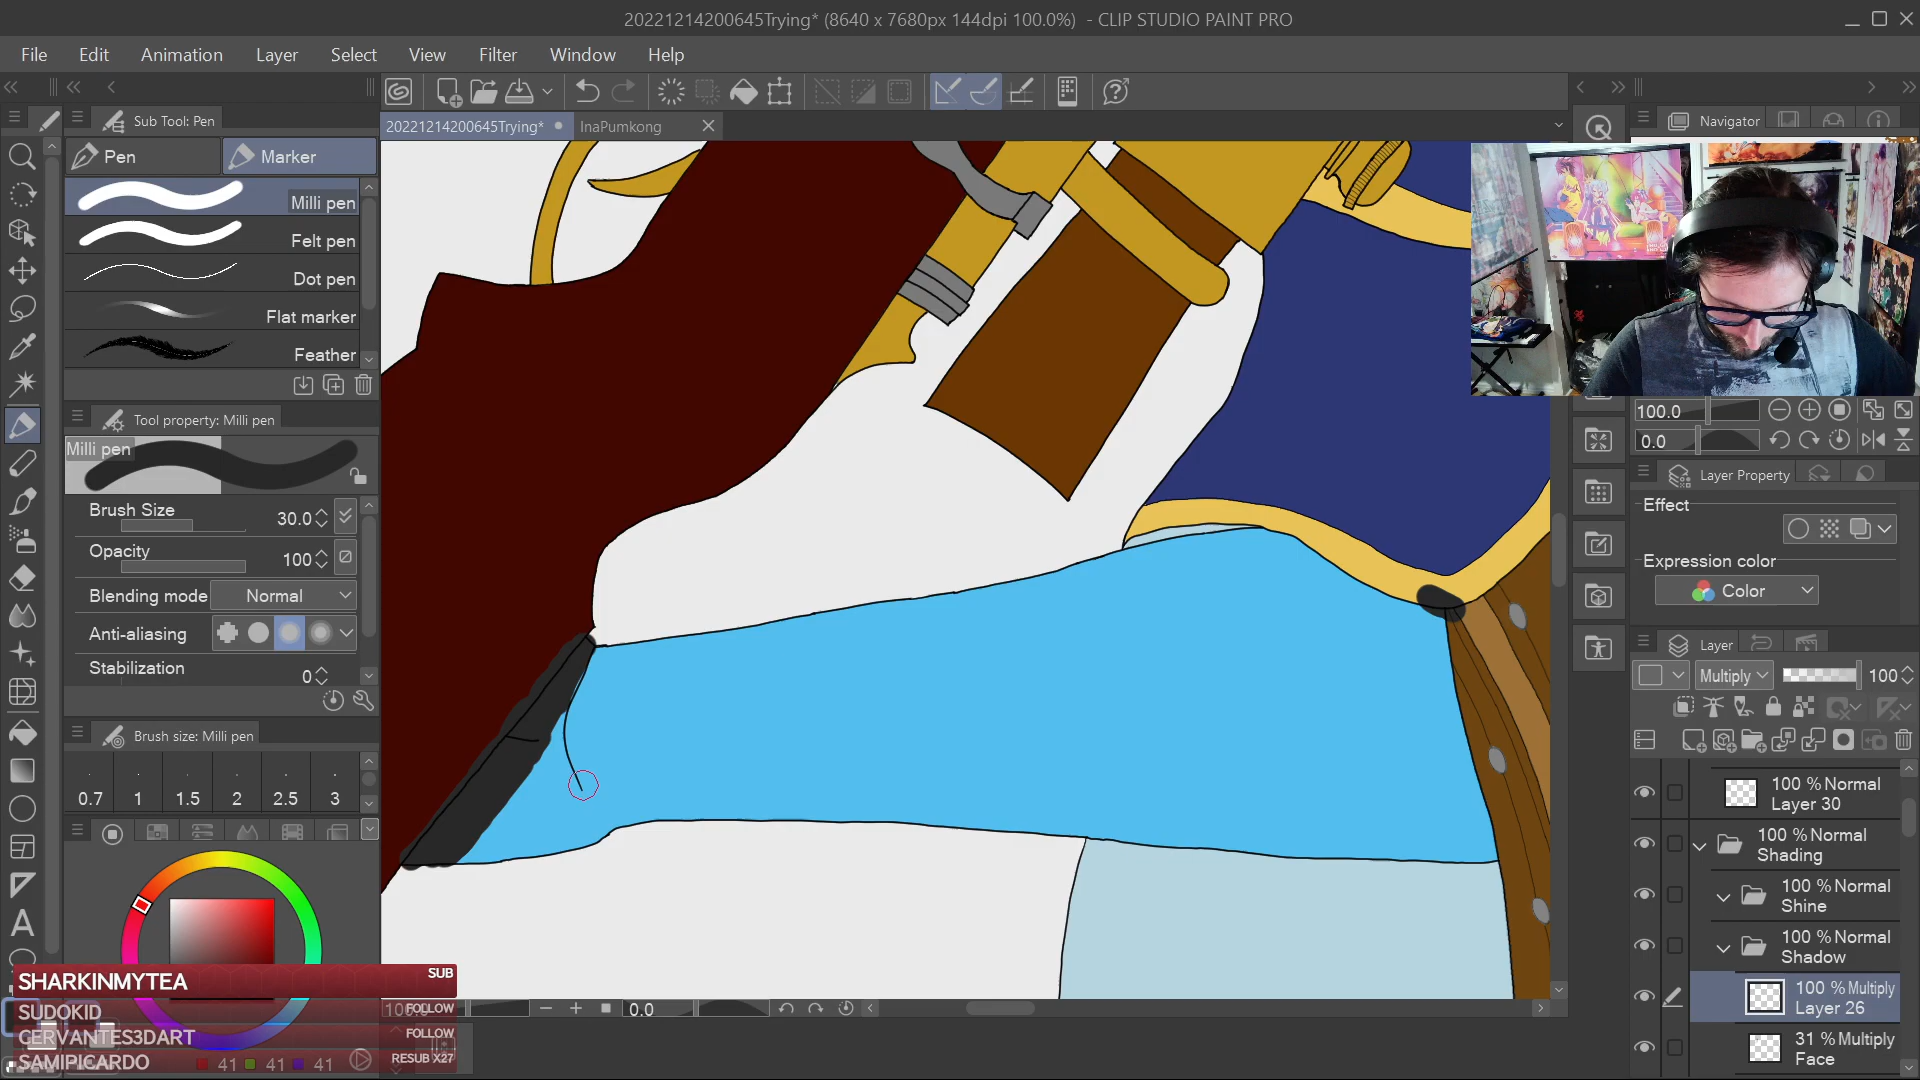 20221214200645Trying* (8640 x 7680px 144dpi 100.0%) - CLIP STUDIO PAINT PRO
File Edit Animation Layer Select View Filter Window Help
Sub Tool: Pen
Navigator
20221214200645Trying* InaPumkong
Pen Marker
Milli pen
Felt pen
Dot pen
Flat marker
Feather
Tool property: Milli pen
Milli pen
Brush Size 30.0
Opacity 100
Blending mode Normal
Anti-aliasing
Stabilization 0
Brush size: Milli pen
0.7 1 1.5 2 2.5 3
100.0
0.0
Layer Property
Effect
Expression color
Color
Layer
Multiply 100
100 % Normal
Layer 30
100 % Normal
Shading
100 % Normal
Shine
100 % Normal
Shadow
100 % Multiply
Layer 26
31 % Multiply
Face
0.0
SHARKINMYTEA SUB
SUDOKID FOLLOW
CERVANTES3DART FOLLOW
SAMIPICARDO RESUB X27
41 41 41